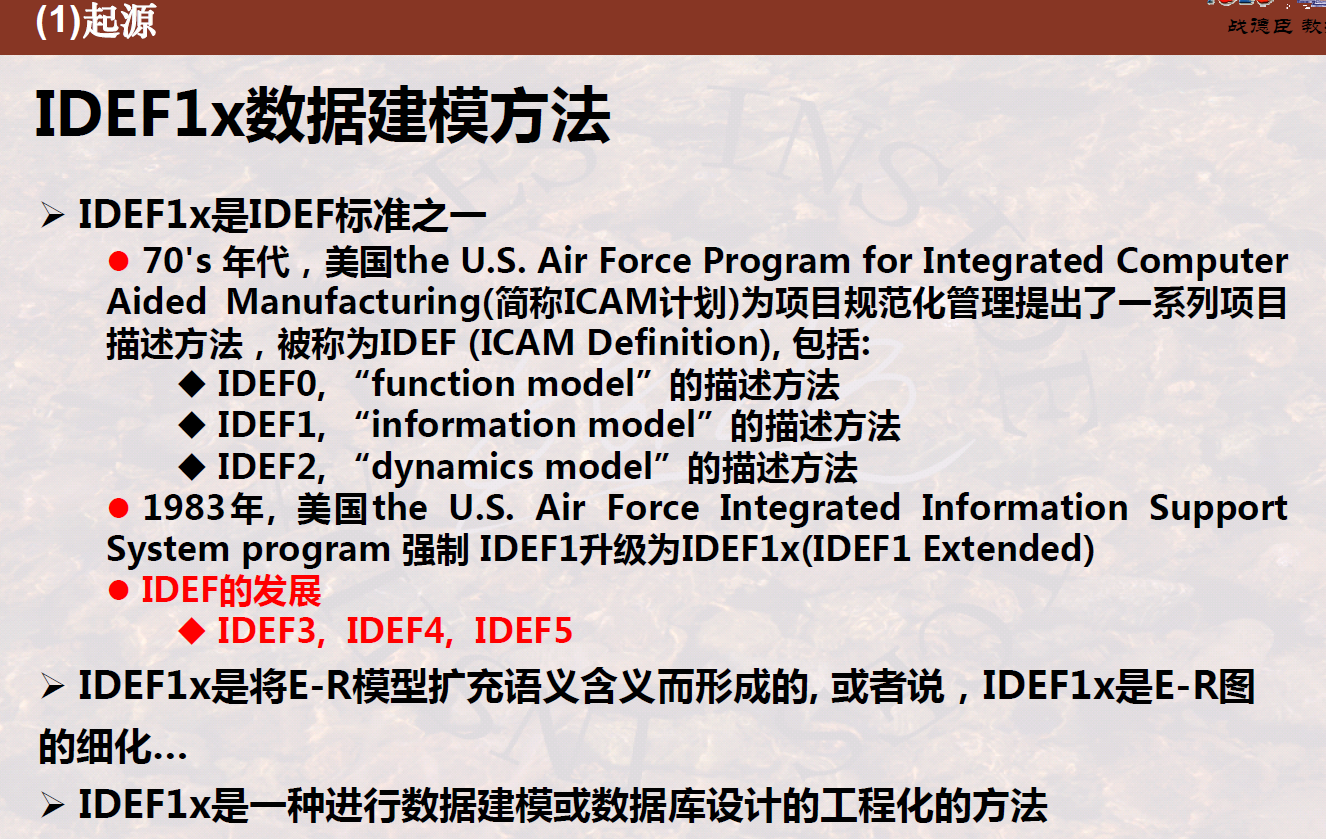 (1)起源
战德臣 教
IDEF1x数据建模方法
➢ IDEF1x是IDEF标准之一
● 70's 年代，美国the U.S. Air Force Program for Integrated Computer
Aided Manufacturing(简称ICAM计划)为项目规范化管理提出了一系列项目
描述方法，被称为IDEF (ICAM Definition), 包括:
◆ IDEF0, “function model”的描述方法
◆ IDEF1, “information model”的描述方法
◆ IDEF2, “dynamics model”的描述方法
● 1983年, 美国the U.S. Air Force Integrated Information Support
System program 强制 IDEF1升级为IDEF1x(IDEF1 Extended)
● IDEF的发展
◆ IDEF3, IDEF4, IDEF5
➢ IDEF1x是将E-R模型扩充语义含义而形成的, 或者说，IDEF1x是E-R图
的细化…
➢ IDEF1x是一种进行数据建模或数据库设计的工程化的方法